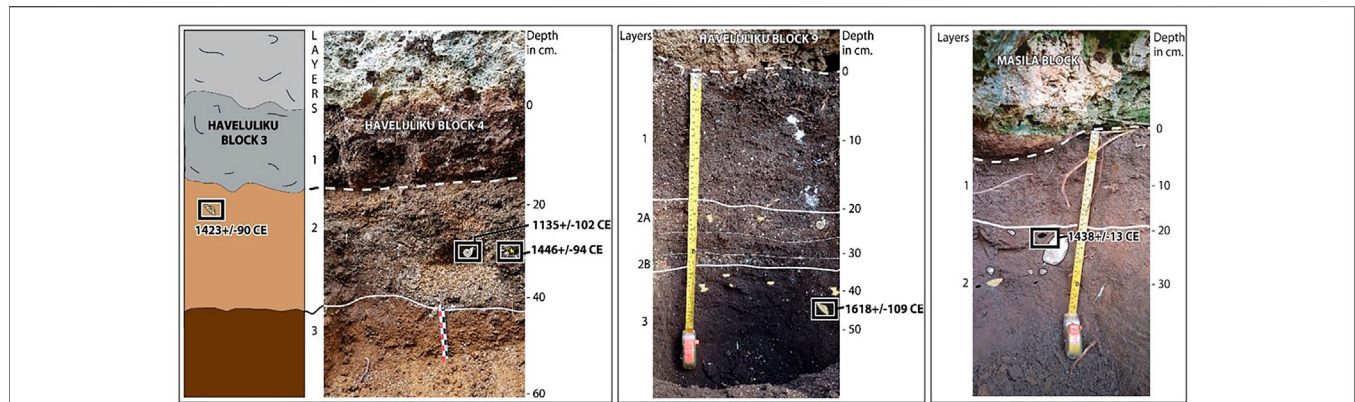 L
A
Y
E
R
S
HAVELULIKU
BLOCK 3
1423+/-90 CE
1
2
3
HAVELULIKU BLOCK 4
Depth
in cm.
0
- 20
1135+/-102 CE
1446+/-94 CE
- 40
- 60
Layers
HAVELULIKU BLOCK 9
Depth
in cm.
0
1
- 10
2A
- 20
- 30
2B
- 40
1618+/-109 CE
3
- 50
Layers
MASILA BLOCK
Depth
in cm.
0
1
- 10
1438+/-13 CE
- 20
2
- 30